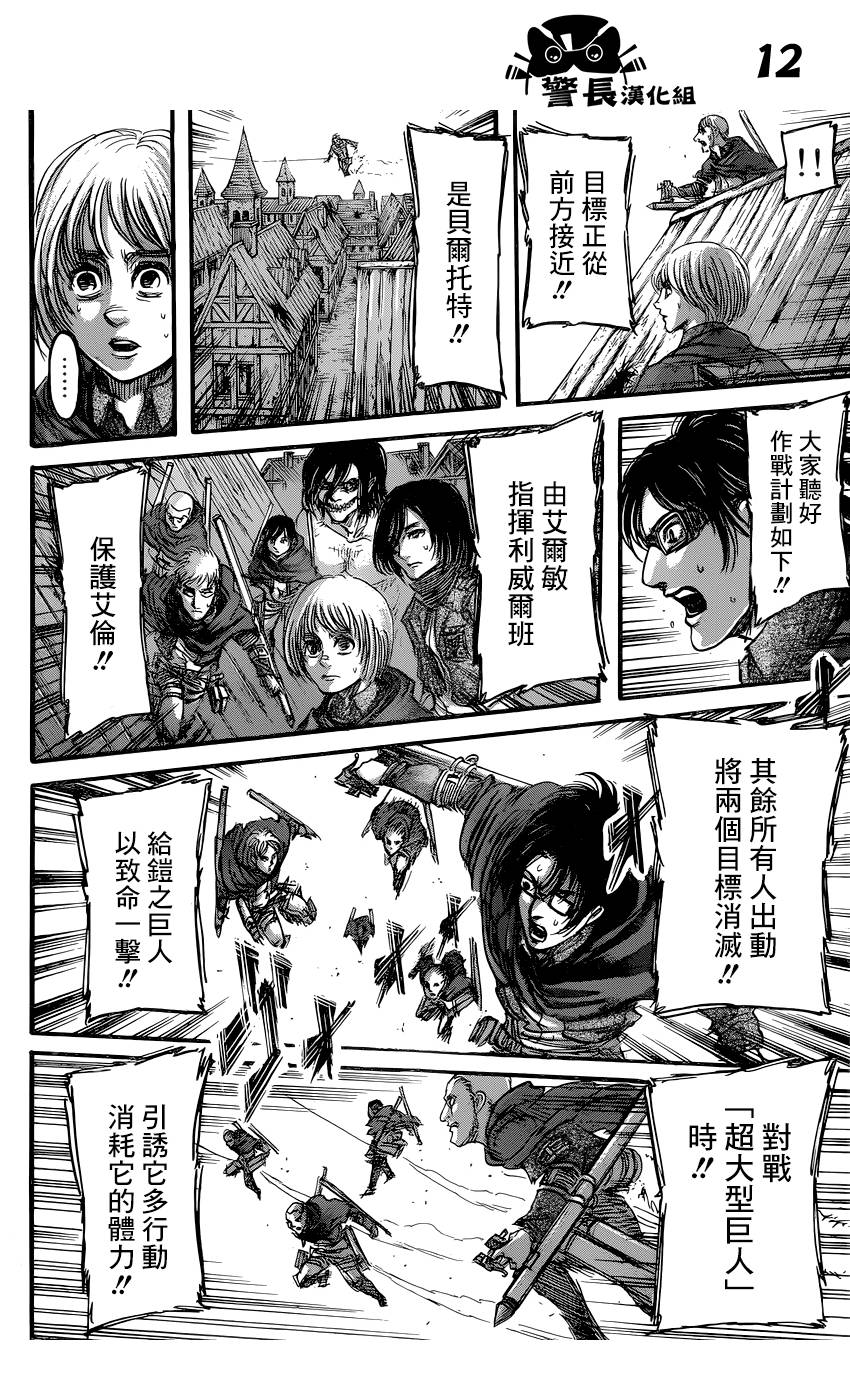 警長漢化組
12
!!
目標正從
前方接近!!
是貝爾托特!!
……
大家聽好
作戰計劃如下!!
由艾爾敏
指揮利威爾班
保護艾倫!!
其餘所有人出動
將兩個目標消滅!!
給鎧之巨人
以致命一擊!!
對戰
「超大型巨人」
時!!
引誘它多行動
消耗它的體力!!